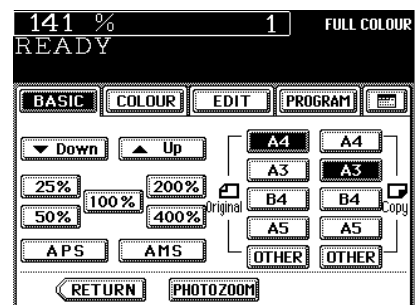 141 % 1 FULL COLOUR
READY
BASIC COLOUR EDIT PROGRAM
Down Up A4 A4
A3 A3
25% 200%
100%
Original B4 B4 Copy
50% 400%
A5 A5
APS AMS OTHER OTHER
RETURN PHOTOZOOM